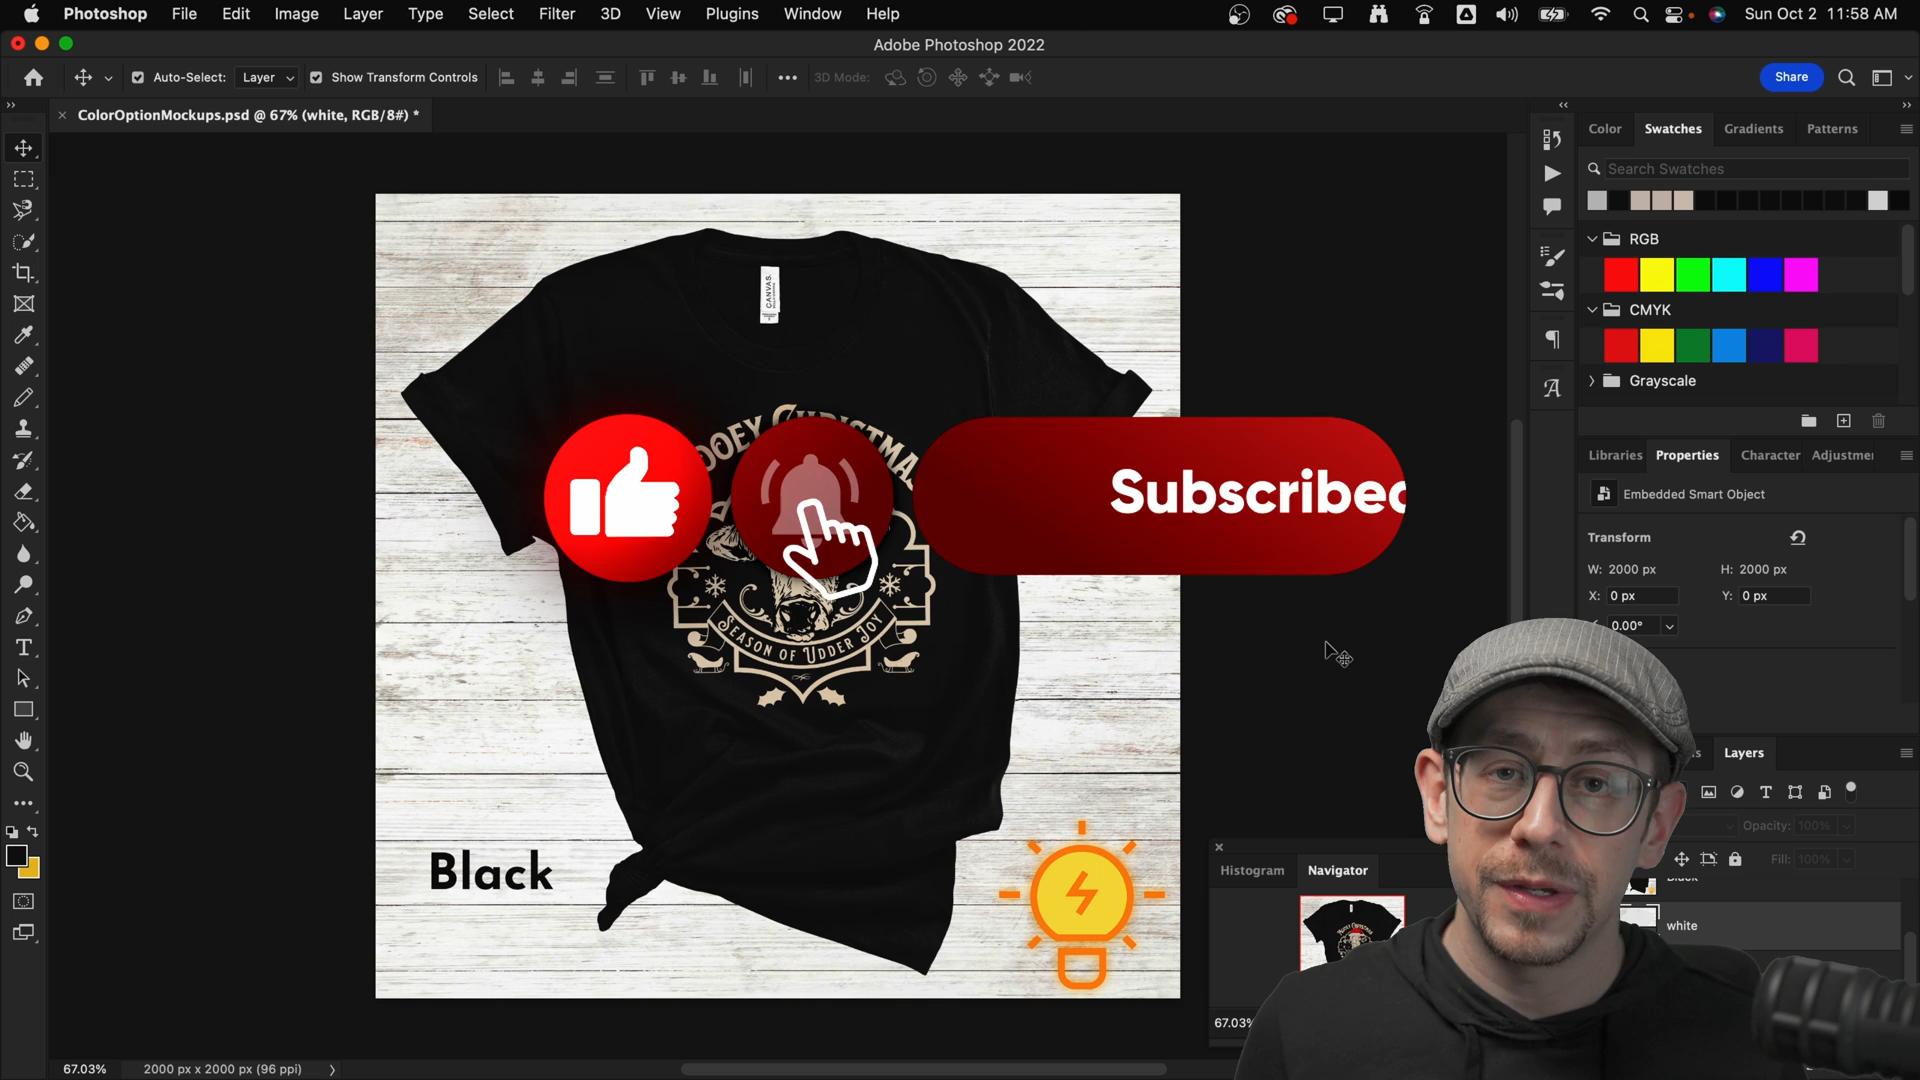 Photoshop File Edit Image Layer Type Select Filter 3D View Plugins Window Help Sun Oct 2 11:58 AM
Adobe Photoshop 2022
Auto-Select: Layer Show Transform Controls 3D Mode: Share
ColorOptionMockups.psd @ 67% (white, RGB/8#) *
Color Swatches Gradients Patterns
Search Swatches
RGB
CMYK
Grayscale
CANVAS.
Subscribed
SEASON OF UDDER JOY
Black
Libraries Properties Character Adjustmen
Embedded Smart Object
Transform
W: 2000 px H: 2000 px
X: 0 px Y: 0 px
0.00°
Layers
Opacity: 100%
Fill: 100%
Histogram Navigator
white
67.03%
67.03% 2000 px x 2000 px (96 ppi)